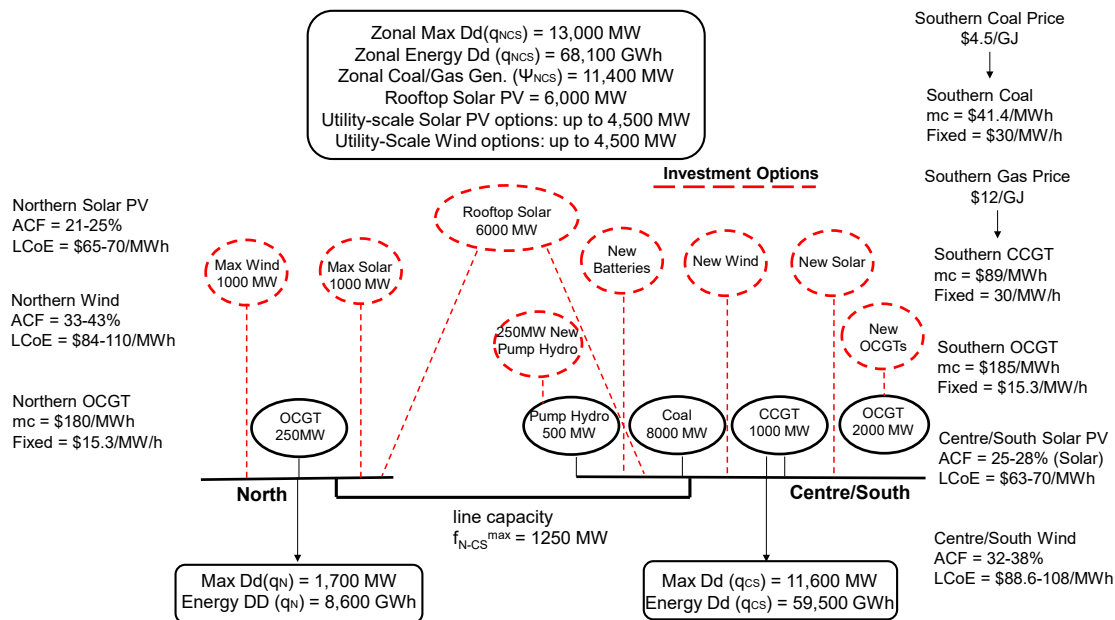 Zonal Max Dd(qNCS) = 13,000 MW
Zonal Energy Dd (qNCS) = 68,100 GWh
Zonal Coal/Gas Gen. (ΨNCS) = 11,400 MW
Rooftop Solar PV = 6,000 MW
Utility-scale Solar PV options: up to 4,500 MW
Utility-Scale Wind options: up to 4,500 MW
Southern Coal Price
$4.5/GJ
Southern Coal
mc = $41.4/MWh
Fixed = $30/MW/h
Investment Options
Southern Gas Price
$12/GJ
Northern Solar PV
ACF = 21-25%
LCoE = $65-70/MWh
Rooftop Solar
6000 MW
Max Wind
1000 MW
Max Solar
1000 MW
New
Batteries
New Wind
New Solar
Southern CCGT
mc = $89/MWh
Fixed = 30/MW/h
Northern Wind
ACF = 33-43%
LCoE = $84-110/MWh
250MW New
Pump Hydro
New
OCGTs
Southern OCGT
mc = $185/MWh
Fixed = $15.3/MW/h
Northern OCGT
mc = $180/MWh
Fixed = $15.3/MW/h
OCGT
250MW
Pump Hydro
500 MW
Coal
8000 MW
CCGT
1000 MW
OCGT
2000 MW
Centre/South Solar PV
ACF = 25-28% (Solar)
LCoE = $63-70/MWh
North
Centre/South
line capacity
fN-CSmax = 1250 MW
Centre/South Wind
ACF = 32-38%
LCoE = $88.6-108/MWh
Max Dd(qN) = 1,700 MW
Energy DD (qN) = 8,600 GWh
Max Dd (qCS) = 11,600 MW
Energy Dd (qCS) = 59,500 GWh